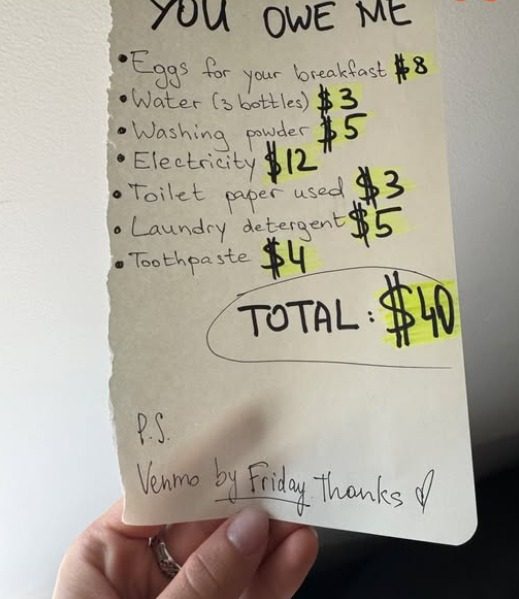 YOU OWE ME
• Eggs for your breakfast $8
• Water (3 bottles) $3
• Washing powder $5
• Electricity $12
• Toilet paper used $3
• Laundry detergent $5
• Toothpaste $4
TOTAL: $40
P.S.
Venmo by Friday Thanks